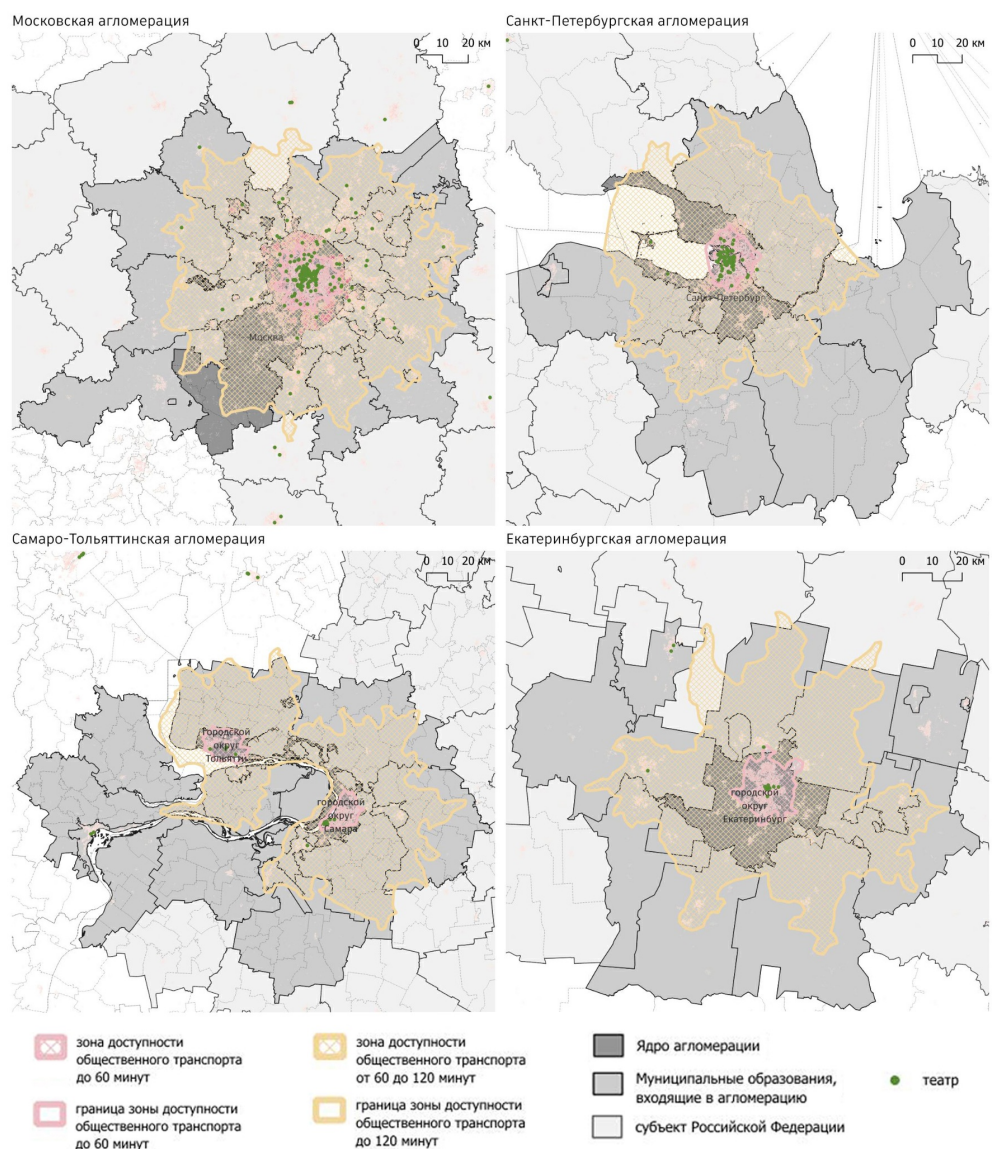 Московская агломерация
0 10 20 км
Москва
Санкт-Петербургская агломерация
0 10 20 км
Санкт-Петербург
Самаро-Тольяттинская агломерация
0 10 20 км
городской
округ
Тольятти
городской
округ
Самара
Екатеринбургская агломерация
0 10 20 км
городской
округ
Екатеринбург
зона доступности
общественного транспорта
до 60 минут
граница зоны доступности
общественного транспорта
до 60 минут
зона доступности
общественного транспорта
от 60 до 120 минут
граница зоны доступности
общественного транспорта
до 120 минут
Ядро агломерации
Муниципальные образования,
входящие в агломерацию
субъект Российской Федерации
театр